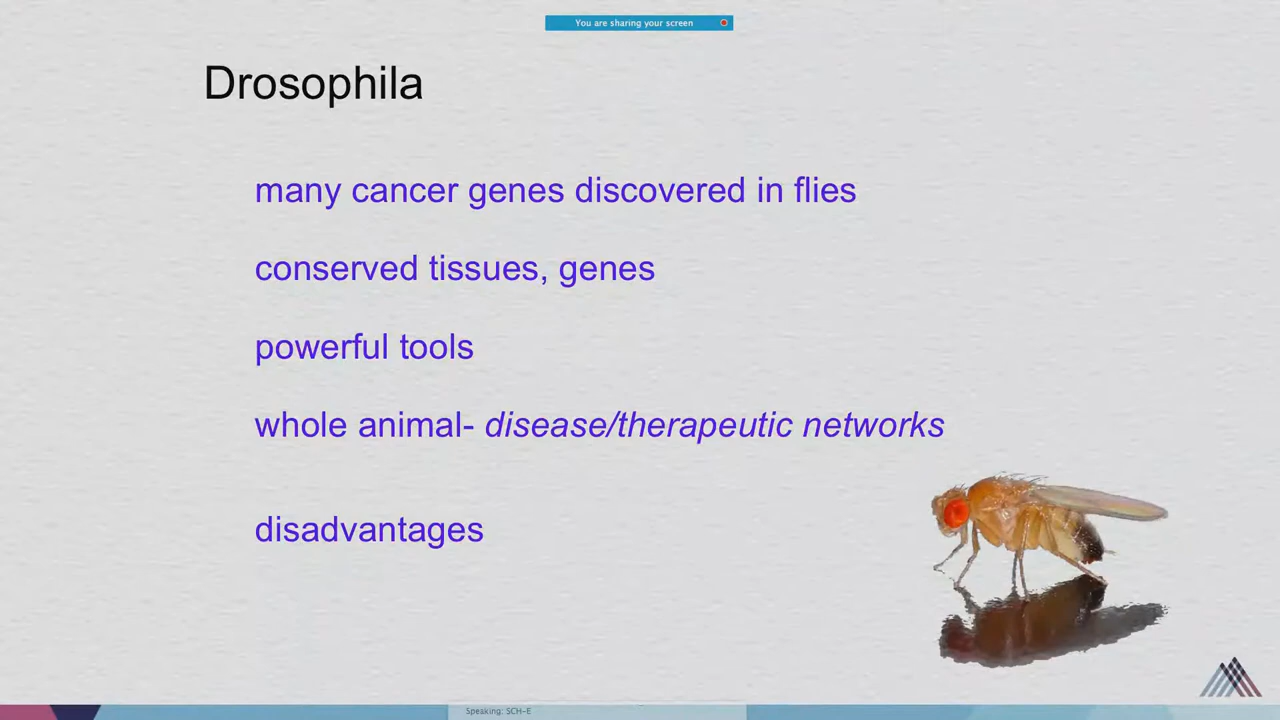 You are sharing your screen
Drosophila
many cancer genes discovered in flies
conserved tissues, genes
powerful tools
whole animal- disease/therapeutic networks
disadvantages
Speaking: SCH-E